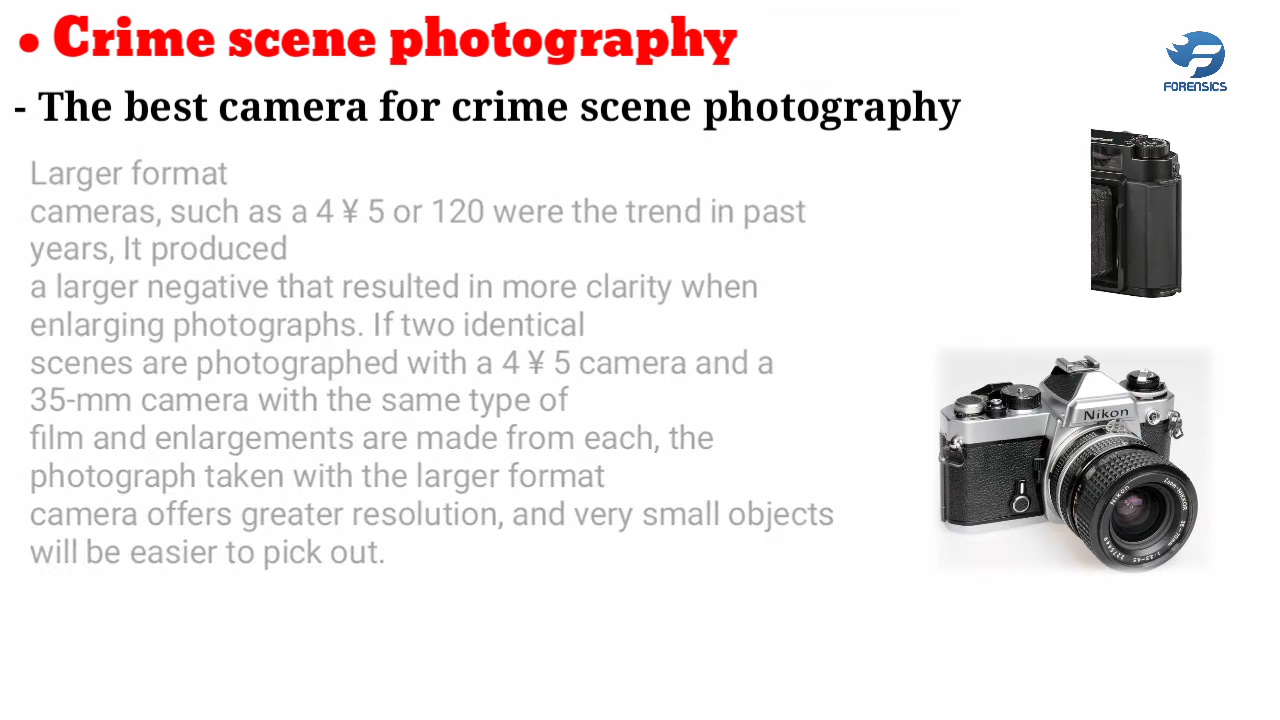 • Crime scene photography
FORENSICS
- The best camera for crime scene photography
Larger format
cameras, such as a 4 ¥ 5 or 120 were the trend in past
years, It produced
a larger negative that resulted in more clarity when
enlarging photographs. If two identical
scenes are photographed with a 4 ¥ 5 camera and a
35-mm camera with the same type of
film and enlargements are made from each, the
photograph taken with the larger format
camera offers greater resolution, and very small objects
will be easier to pick out.
Nikon